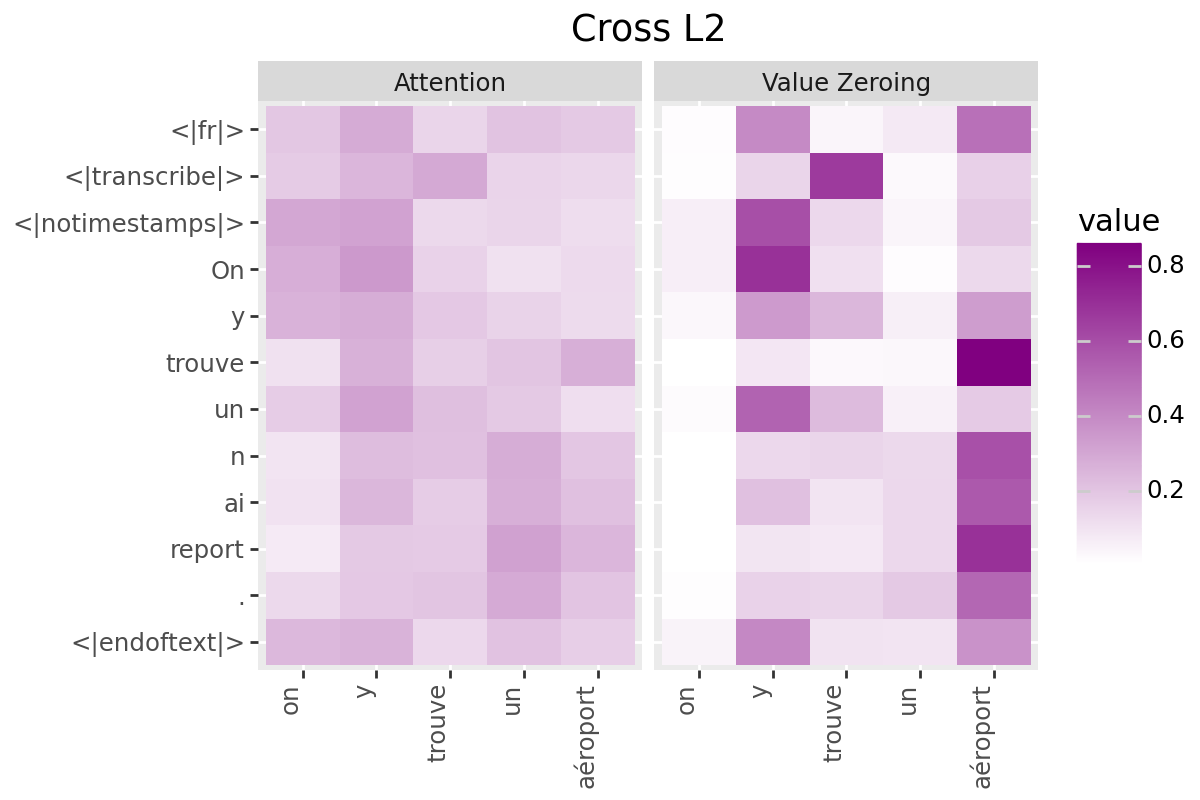 Cross L2
Attention
Value Zeroing
<|fr|>
<|transcribe|>
<|notimestamps|>
On
y
trouve
un
n
ai
report
.
<|endoftext|>
on
y
trouve
un
aéroport
on
y
trouve
un
aéroport
value
0.8
0.6
0.4
0.2